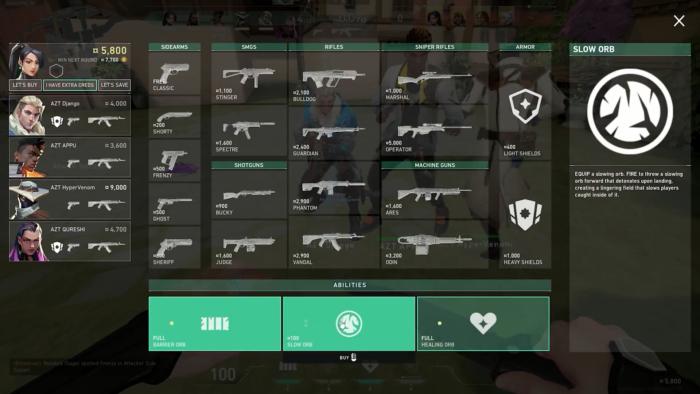 ¤ 5,800
MIN NEXT ROUND: ¤ 7,700
LET'S BUY
I HAVE EXTRA CREDS
LET'S SAVE
AZT Django ¤ 4,000
AZT APPU ¤ 3,600
AZT HyperVenom ¤ 9,000
AZT QURESHI ¤ 4,700
SIDEARMS
FREE
CLASSIC
¤200
SHORTY
¤500
FRENZY
¤500
GHOST
SHERIFF
SMGS
¤1,100
STINGER
¤1,600
SPECTRE
SHOTGUNS
¤900
BUCKY
¤1,600
JUDGE
RIFLES
¤2,100
BULLDOG
¤2,400
GUARDIAN
¤2,900
PHANTOM
¤2,900
VANDAL
SNIPER RIFLES
¤1,000
MARSHAL
¤5,000
OPERATOR
MACHINE GUNS
¤1,600
ARES
¤3,200
ODIN
ARMOR
¤400
LIGHT SHIELDS
¤1,000
HEAVY SHIELDS
SLOW ORB
EQUIP a slowing orb. FIRE to throw a slowing
orb forward that detonates upon landing,
creating a lingering field that slows players
caught inside of it.
ABILITIES
FULL
BARRIER ORB
¤100
SLOW ORB
FULL
HEALING ORB
BUY
100
¤ 5,800